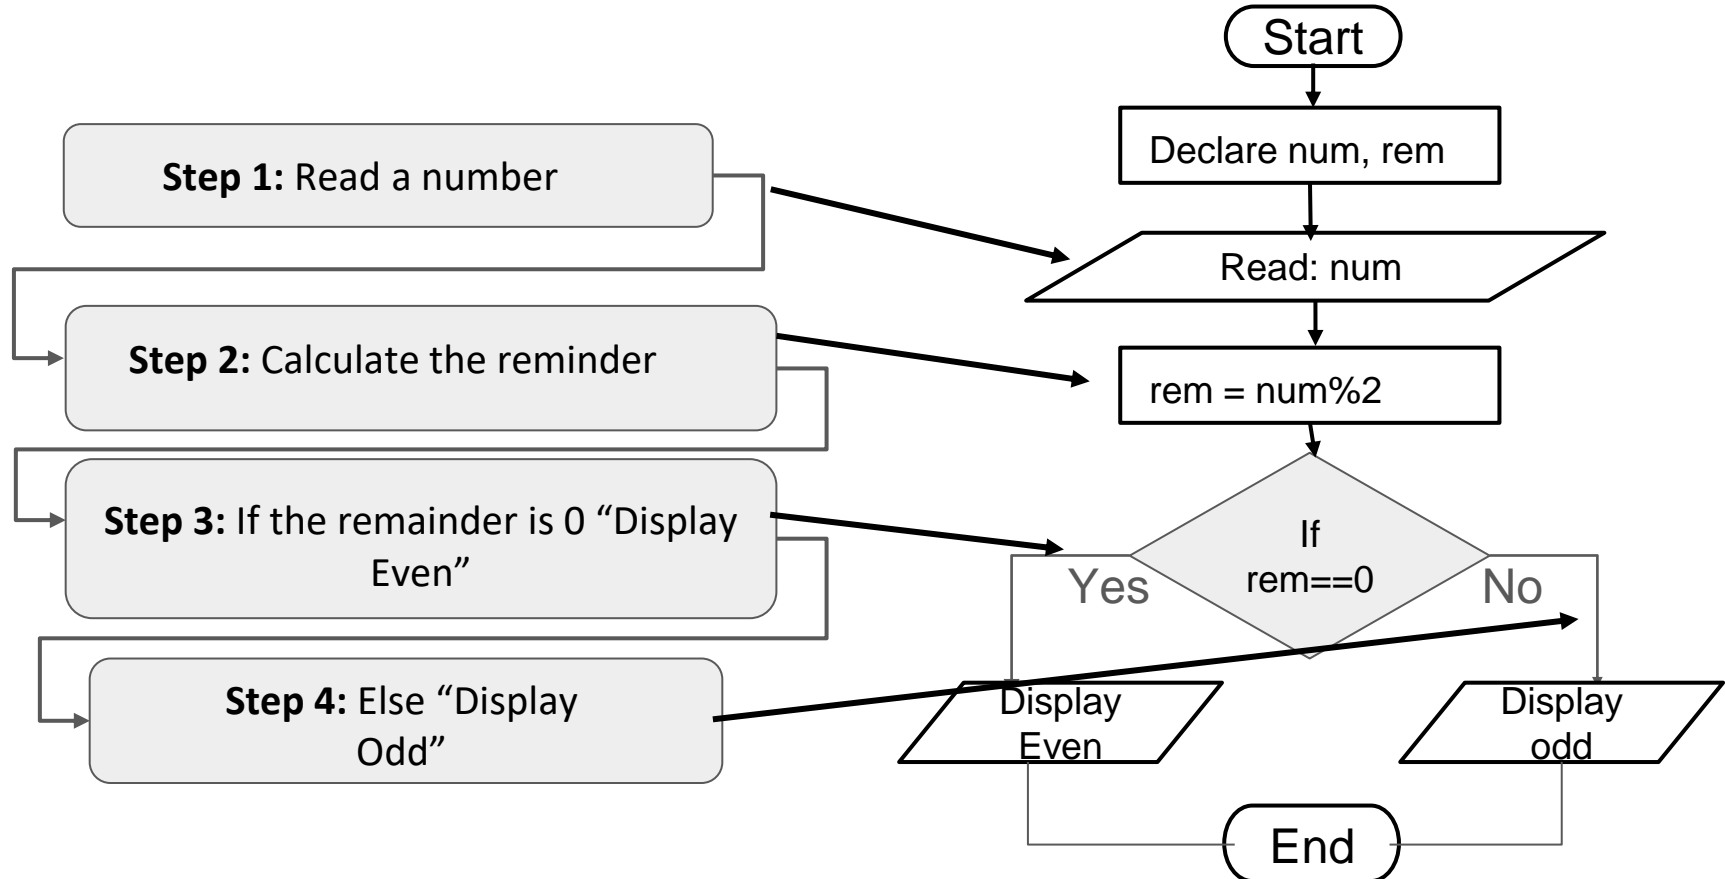 Step 1: Read a number
Step 2: Calculate the reminder
Step 3: If the remainder is 0 “Display
Even”
Step 4: Else “Display
Odd”
Start
Declare num, rem
Read: num
rem = num%2
If
rem==0
Yes
No
Display
Even
Display
odd
End